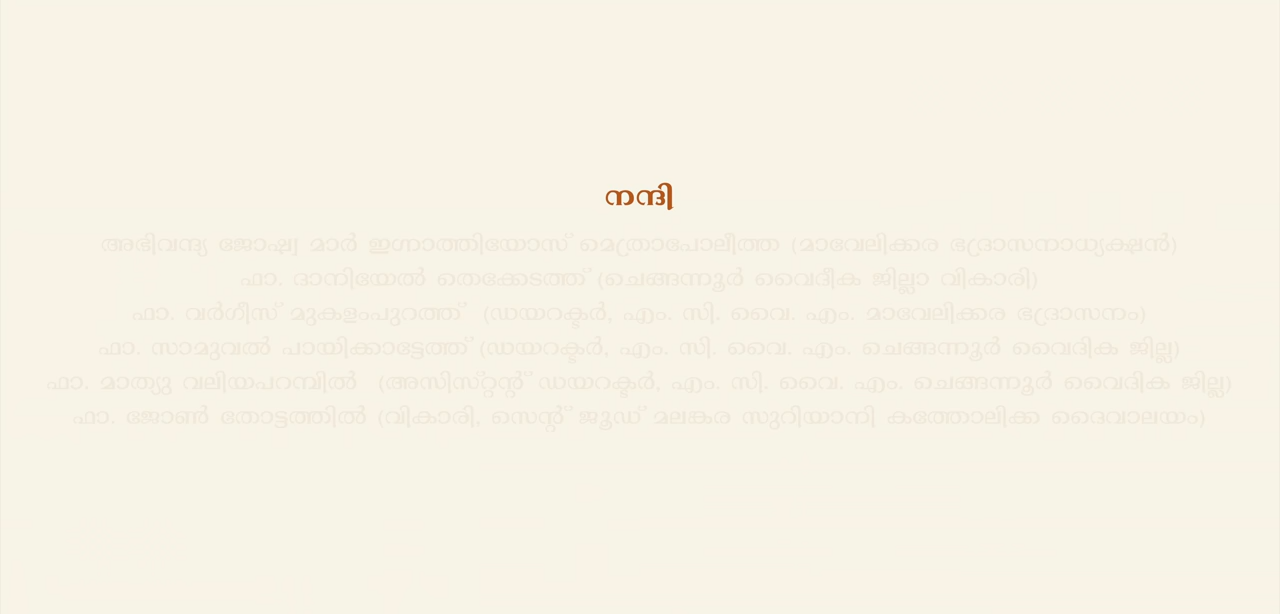 നന്ദി
അഭിവന്ദ്യ ജോഷ്വ മാർ ഇഗ്നാത്തിയോസ് മെത്രാപോലീത്ത (മാവേലിക്കര ഭദ്രാസനാധ്യക്ഷൻ)
ഫാ. ദാനിയേൽ തെക്കേടത്ത് (ചെങ്ങന്നൂർ വൈദീക ജില്ലാ വികാരി)
ഫാ. വർഗീസ് മുകളംപുറത്ത് (ഡയറക്ടർ, എം. സി. വൈ. എം. മാവേലിക്കര ഭദ്രാസനം)
ഫാ. സാമുവൽ പായിക്കാട്ടേത്ത് (ഡയറക്ടർ, എം. സി. വൈ. എം. ചെങ്ങന്നൂർ വൈദിക ജില്ല)
ഫാ. മാത്യു വലിയപറമ്പിൽ (അസിസ്റ്റന്റ് ഡയറക്ടർ, എം. സി. വൈ. എം. ചെങ്ങന്നൂർ വൈദിക ജില്ല)
ഫാ. ജോൺ തോട്ടത്തിൽ (വികാരി, സെന്റ് ജൂഡ് മലങ്കര സുറിയാനി കത്തോലിക്ക ദൈവാലയം)